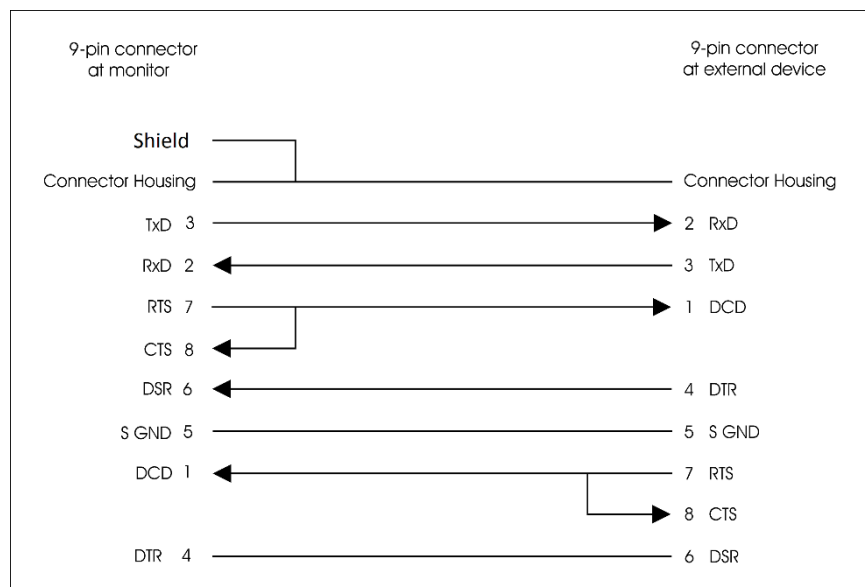 9-pin connector
at monitor
9-pin connector
at external device
Shield
Connector Housing Connector Housing
TxD 3 2 RxD
RxD 2 3 TxD
RTS 7 1 DCD
CTS 8
DSR 6 4 DTR
S GND 5 5 S GND
DCD 1 7 RTS
8 CTS
DTR 4 6 DSR